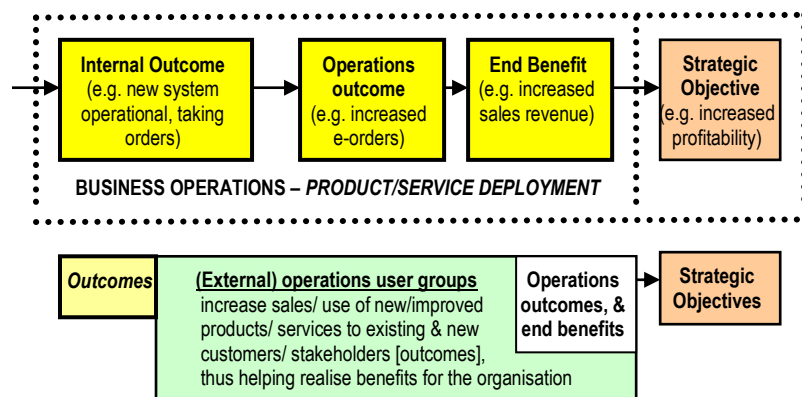 Internal Outcome
(e.g. new system
operational, taking
orders)
Operations
outcome
(e.g. increased
e-orders)
End Benefit
(e.g. increased
sales revenue)
Strategic
Objective
(e.g. increased
profitability)
BUSINESS OPERATIONS – PRODUCT/SERVICE DEPLOYMENT
Outcomes
(External) operations user groups
increase sales/ use of new/improved
products/ services to existing & new
customers/ stakeholders [outcomes],
thus helping realise benefits for the organisation
Operations
outcomes, &
end benefits
Strategic
Objectives